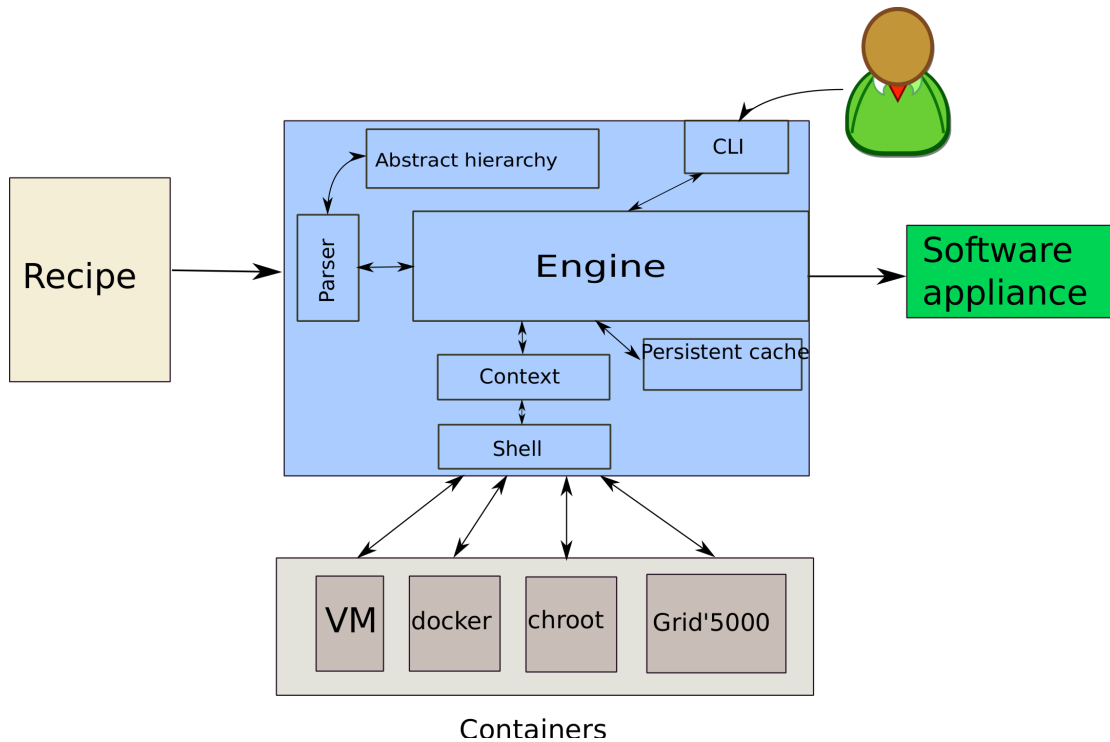 Abstract hierarchy
CLI
Recipe
Parser
Engine
Software
appliance
Persistent cache
Context
Shell
VM
docker
chroot
Grid'5000
Containers